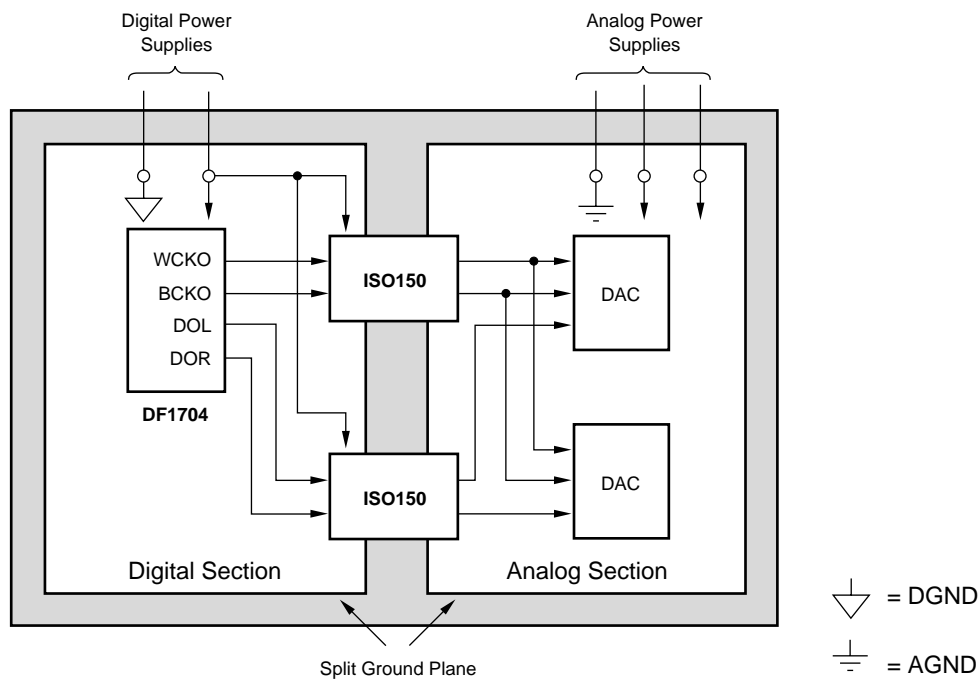 Digital Power
Supplies
Analog Power
Supplies
WCKO
BCKO
DOL
DOR
DF1704
ISO150
ISO150
DAC
DAC
Digital Section
Analog Section
Split Ground Plane
= DGND
= AGND